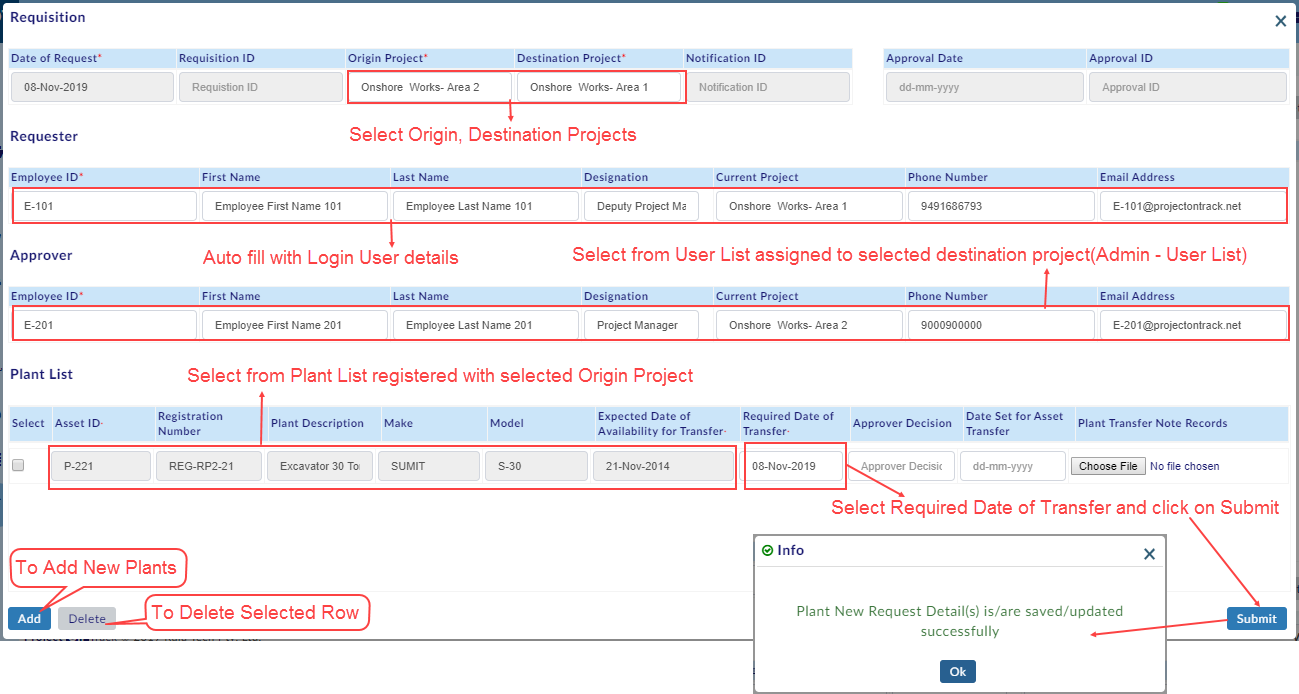 Requisition
Date of Request* Requisition ID Origin Project* Destination Project* Notification ID Approval Date Approval ID
08-Nov-2019 Requistion ID Onshore Works- Area 2 Onshore Works- Area 1 Notification ID dd-mm-yyyy Approval ID
Select Origin, Destination Projects
Requester
Employee ID* First Name Last Name Designation Current Project Phone Number Email Address
E-101 Employee First Name 101 Employee Last Name 101 Deputy Project Ma Onshore Works- Area 1 9491686793 E-101@projectontrack.net
Auto fill with Login User details
Select from User List assigned to selected destination project(Admin - User List)
Approver
Employee ID* First Name Last Name Designation Current Project Phone Number Email Address
E-201 Employee First Name 201 Employee Last Name 201 Project Manager Onshore Works- Area 2 9000900000 E-201@projectontrack.net
Plant List
Select from Plant List registered with selected Origin Project
Select Asset ID· Registration Number Plant Description Make Model Expected Date of Availability for Transfer· Required Date of Transfer· Approver Decision Date Set for Asset Transfer Plant Transfer Note Records
P-221 REG-RP2-21 Excavator 30 To SUMIT S-30 21-Nov-2014 08-Nov-2019 Approver Decisic dd-mm-yyyy Choose File No file chosen
Select Required Date of Transfer and click on Submit
To Add New Plants
To Delete Selected Row
Add Delete Submit
Info
Plant New Request Detail(s) is/are saved/updated
successfully
Ok